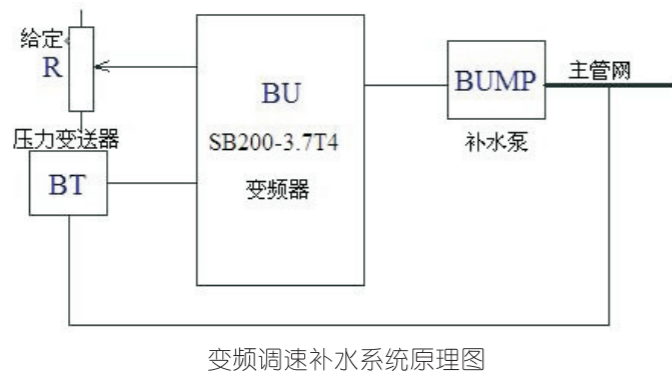 给定
R
压力变送器
BT
BU
SB200-3.7T4
变频器
BUMP
补水泵
主管网
变频调速补水系统原理图